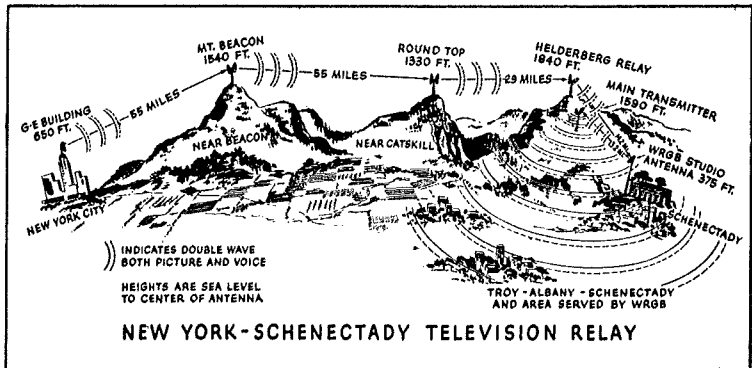 MT. BEACON
1540 FT.
55 MILES
ROUND TOP
1330 FT.
29 MILES
HELDERBERG RELAY
1840 FT.
MAIN TRANSMITTER
1590 FT.
G-E BUILDING
650 FT.
55 MILES
NEAR BEACON
NEAR CATSKILL
WRGB STUDIO
ANTENNA 375 FT.
NEW YORK CITY
SCHENECTADY
INDICATES DOUBLE WAVE
BOTH PICTURE AND VOICE
HEIGHTS ARE SEA LEVEL
TO CENTER OF ANTENNA
TROY-ALBANY-SCHENECTADY
AND AREA SERVED BY WRGB
NEW YORK-SCHENECTADY TELEVISION RELAY